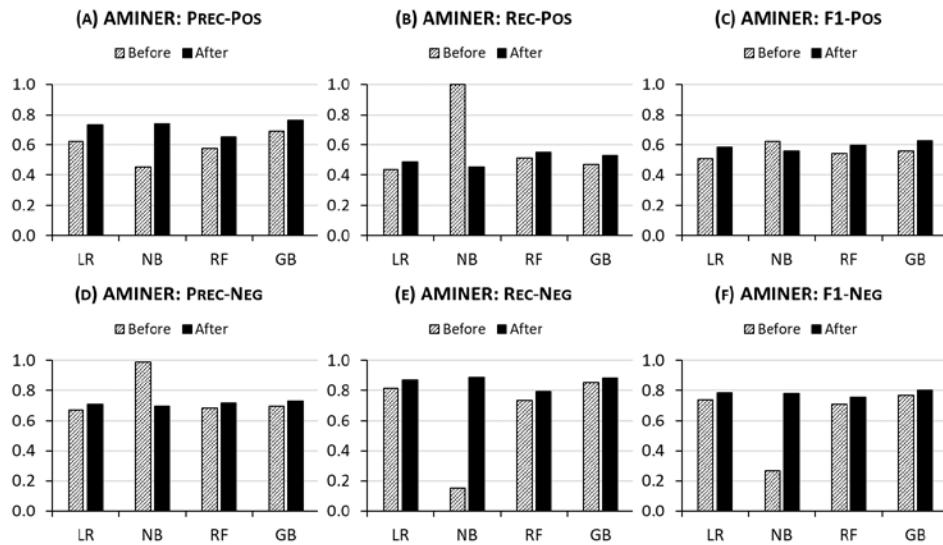 (A) AMINER: PREC-POS
Before After
1.0
0.8
0.6
0.4
0.2
0.0
LR NB RF GB
(B) AMINER: REC-POS
Before After
1.0
0.8
0.6
0.4
0.2
0.0
LR NB RF GB
(C) AMINER: F1-POS
Before After
1.0
0.8
0.6
0.4
0.2
0.0
LR NB RF GB
(D) AMINER: PREC-NEG
Before After
1.0
0.8
0.6
0.4
0.2
0.0
LR NB RF GB
(E) AMINER: REC-NEG
Before After
1.0
0.8
0.6
0.4
0.2
0.0
LR NB RF GB
(F) AMINER: F1-NEG
Before After
1.0
0.8
0.6
0.4
0.2
0.0
LR NB RF GB